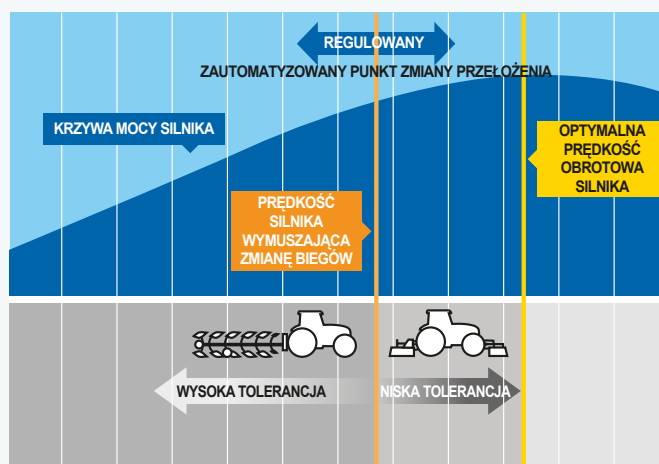 REGULOWANY
ZAUTOMATYZOWANY PUNKT ZMIANY PRZEŁOŻENIA
KRZYWA MOCY SILNIKA
OPTYMALNA
PRĘDKOŚĆ
OBROTOWA
SILNIKA
PRĘDKOŚĆ
SILNIKA
WYMUSZAJĄCA
ZMIANĘ BIEGÓW
WYSOKA TOLERANCJA
NISKA TOLERANCJA